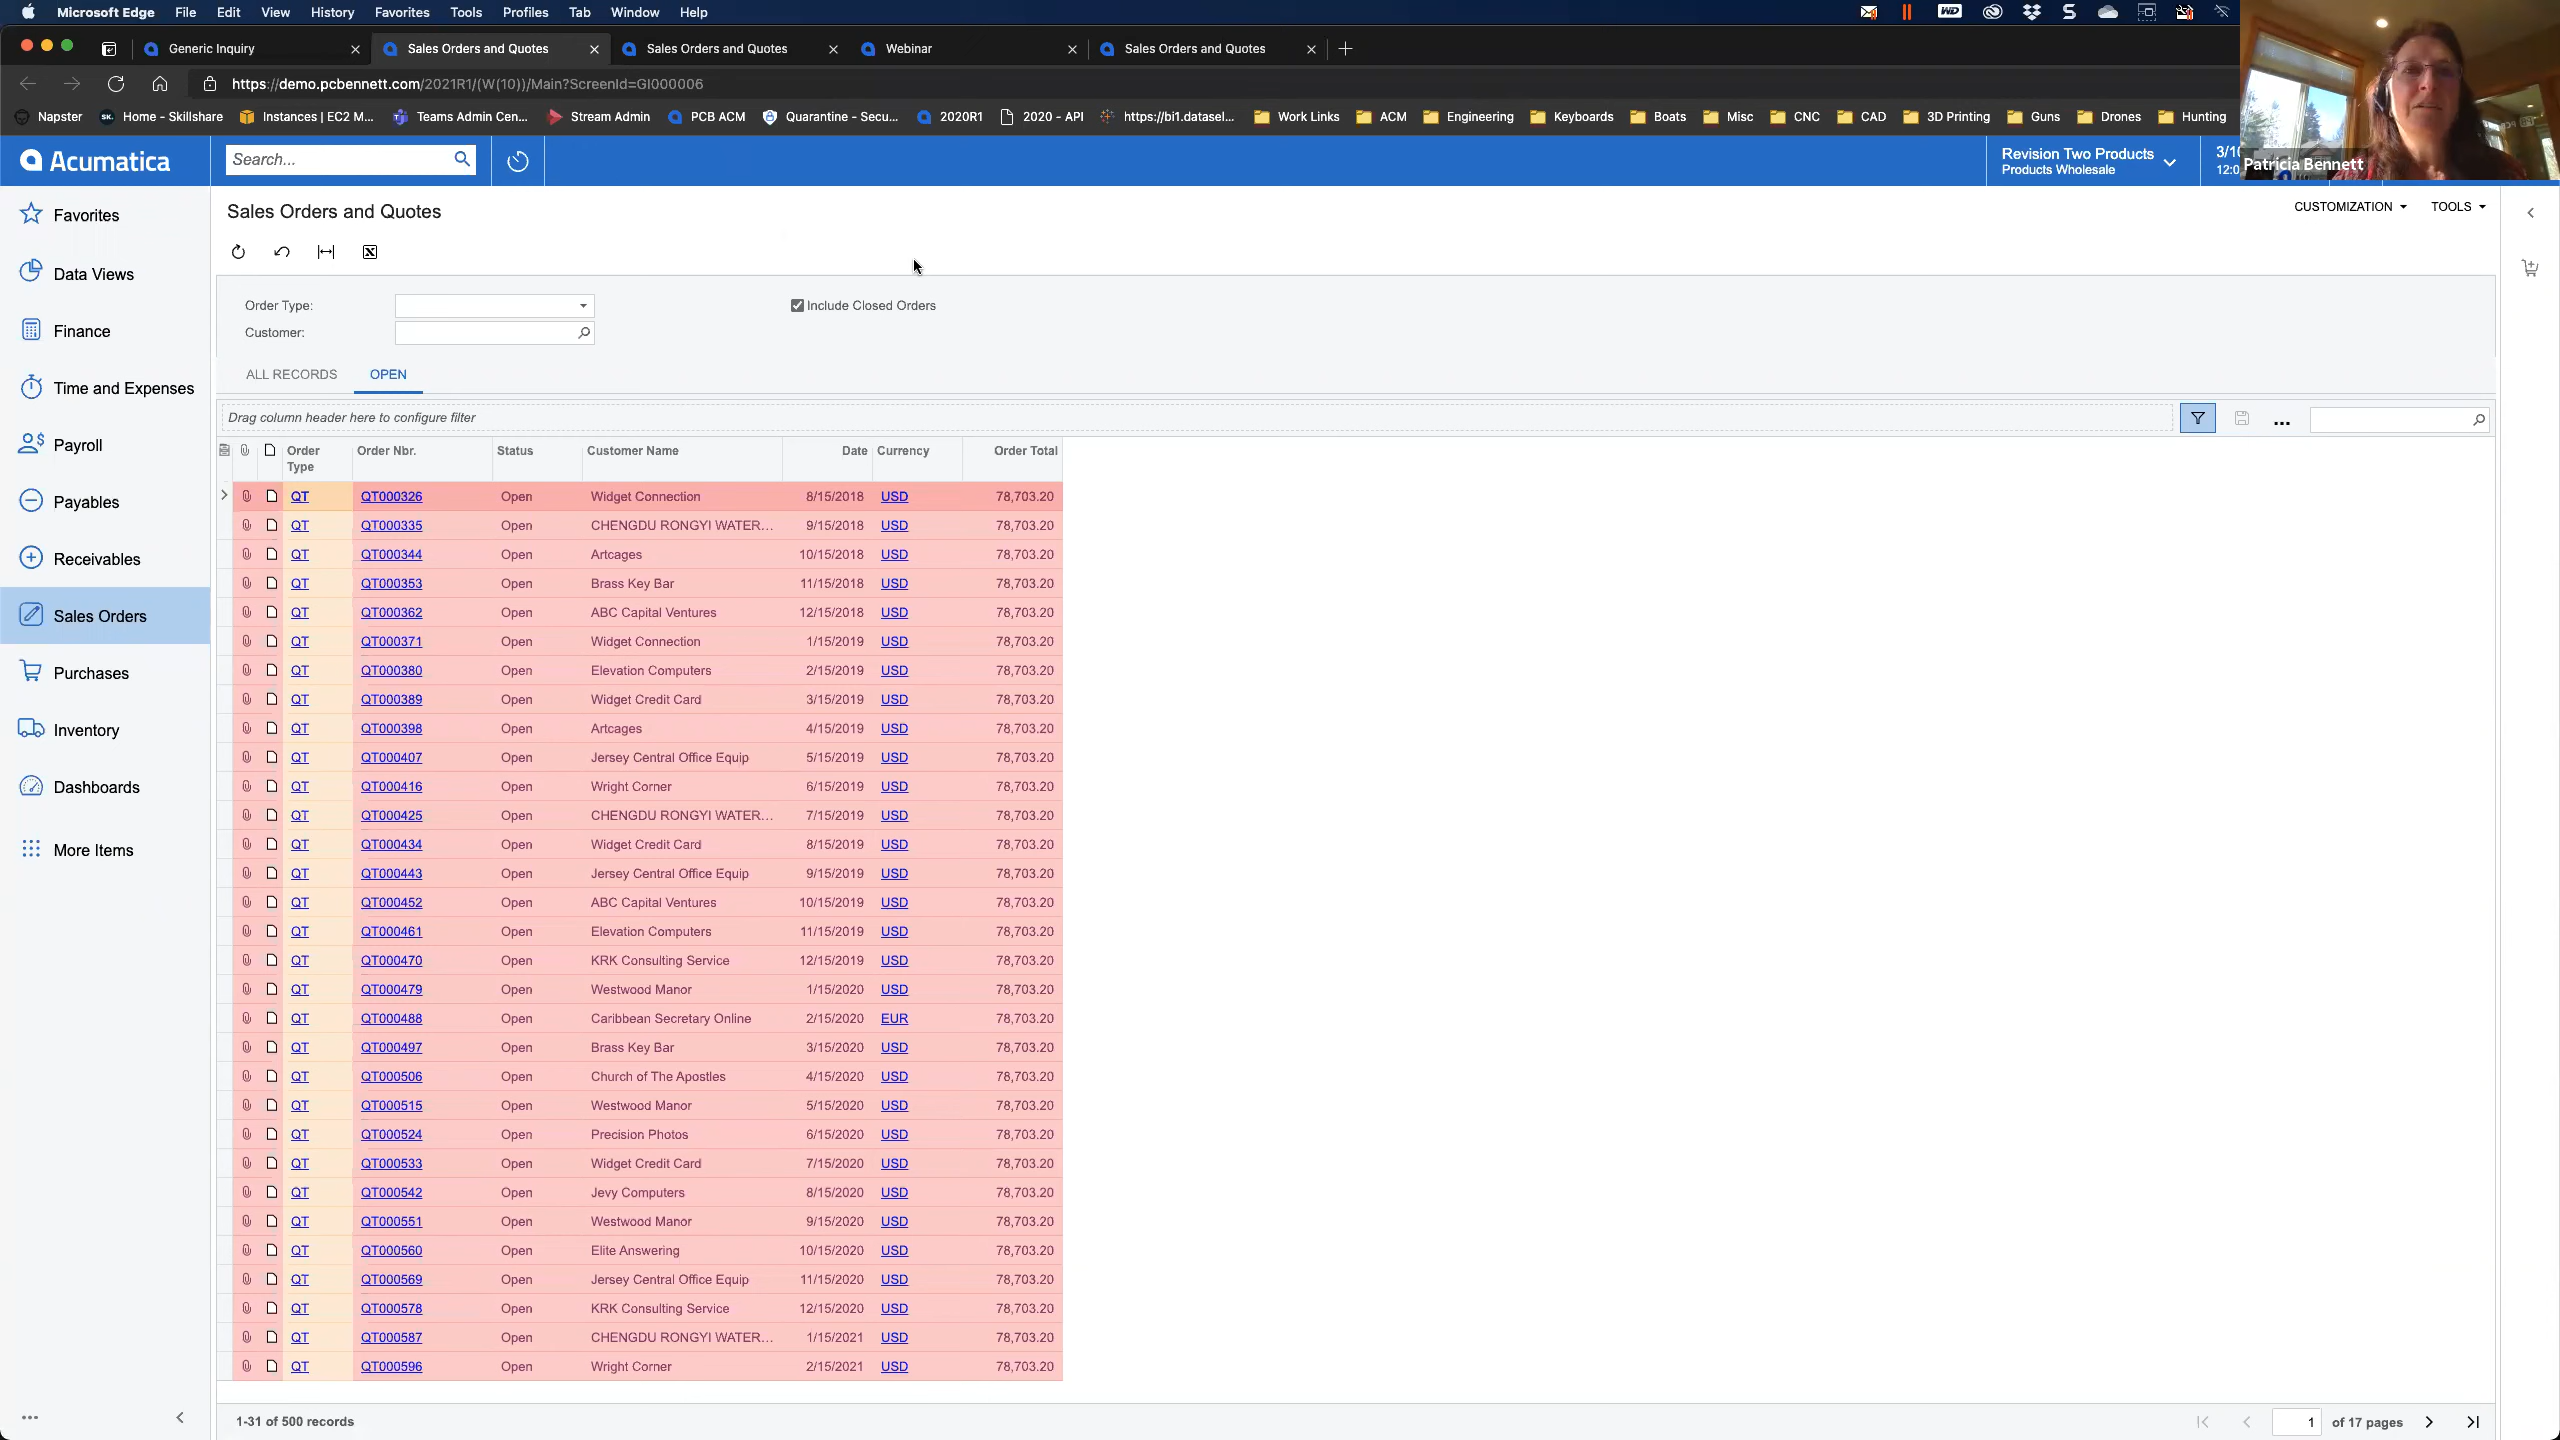 Microsoft Edge File Edit View History Favorites Tools Profiles Tab Window Help
Generic Inquiry Sales Orders and Quotes Sales Orders and Quotes Webinar Sales Orders and Quotes
https://demo.pcbennett.com/2021R1/(W(10))/Main?ScreenId=GI000006
Napster Home - Skillshare Instances | EC2 M... Teams Admin Cen... Stream Admin PCB ACM Quarantine - Secu... 2020R1 2020 - API https://bi1.datasel... Work Links ACM Engineering Keyboards Boats Misc CNC CAD 3D Printing Guns Drones Hunting
Acumatica Search... Revision Two Products
Products Wholesale
Patricia Bennett
Favorites
Data Views
Finance
Time and Expenses
Payroll
Payables
Receivables
Sales Orders
Purchases
Inventory
Dashboards
More Items
Sales Orders and Quotes CUSTOMIZATION TOOLS
Order Type: Include Closed Orders
Customer:
ALL RECORDS OPEN
Drag column header here to configure filter
Order Type Order Nbr. Status Customer Name Date Currency Order Total
QT QT000326 Open Widget Connection 8/15/2018 USD 78,703.20
QT QT000335 Open CHENGDU RONGYI WATER... 9/15/2018 USD 78,703.20
QT QT000344 Open Artcages 10/15/2018 USD 78,703.20
QT QT000353 Open Brass Key Bar 11/15/2018 USD 78,703.20
QT QT000362 Open ABC Capital Ventures 12/15/2018 USD 78,703.20
QT QT000371 Open Widget Connection 1/15/2019 USD 78,703.20
QT QT000380 Open Elevation Computers 2/15/2019 USD 78,703.20
QT QT000389 Open Widget Credit Card 3/15/2019 USD 78,703.20
QT QT000398 Open Artcages 4/15/2019 USD 78,703.20
QT QT000407 Open Jersey Central Office Equip 5/15/2019 USD 78,703.20
QT QT000416 Open Wright Corner 6/15/2019 USD 78,703.20
QT QT000425 Open CHENGDU RONGYI WATER... 7/15/2019 USD 78,703.20
QT QT000434 Open Widget Credit Card 8/15/2019 USD 78,703.20
QT QT000443 Open Jersey Central Office Equip 9/15/2019 USD 78,703.20
QT QT000452 Open ABC Capital Ventures 10/15/2019 USD 78,703.20
QT QT000461 Open Elevation Computers 11/15/2019 USD 78,703.20
QT QT000470 Open KRK Consulting Service 12/15/2019 USD 78,703.20
QT QT000479 Open Westwood Manor 1/15/2020 USD 78,703.20
QT QT000488 Open Caribbean Secretary Online 2/15/2020 EUR 78,703.20
QT QT000497 Open Brass Key Bar 3/15/2020 USD 78,703.20
QT QT000506 Open Church of The Apostles 4/15/2020 USD 78,703.20
QT QT000515 Open Westwood Manor 5/15/2020 USD 78,703.20
QT QT000524 Open Precision Photos 6/15/2020 USD 78,703.20
QT QT000533 Open Widget Credit Card 7/15/2020 USD 78,703.20
QT QT000542 Open Jevy Computers 8/15/2020 USD 78,703.20
QT QT000551 Open Westwood Manor 9/15/2020 USD 78,703.20
QT QT000560 Open Elite Answering 10/15/2020 USD 78,703.20
QT QT000569 Open Jersey Central Office Equip 11/15/2020 USD 78,703.20
QT QT000578 Open KRK Consulting Service 12/15/2020 USD 78,703.20
QT QT000587 Open CHENGDU RONGYI WATER... 1/15/2021 USD 78,703.20
QT QT000596 Open Wright Corner 2/15/2021 USD 78,703.20
1-31 of 500 records 1 of 17 pages